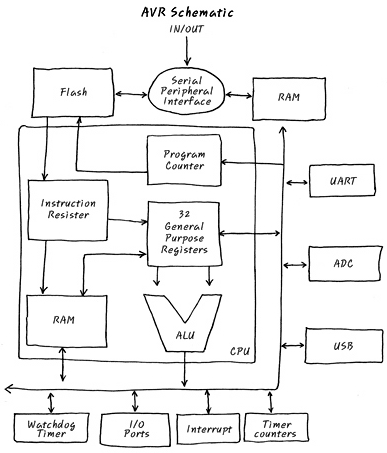 AVR Schematic
IN/OUT
Flash
Serial
Peripheral
Interface
RAM
Program
Counter
UART
Instruction
Resister
32
General
Purpose
Registers
ADC
RAM
ALU
CPU
USB
Watchdog
Timer
I/O
Ports
Interrupt
Timer
counters